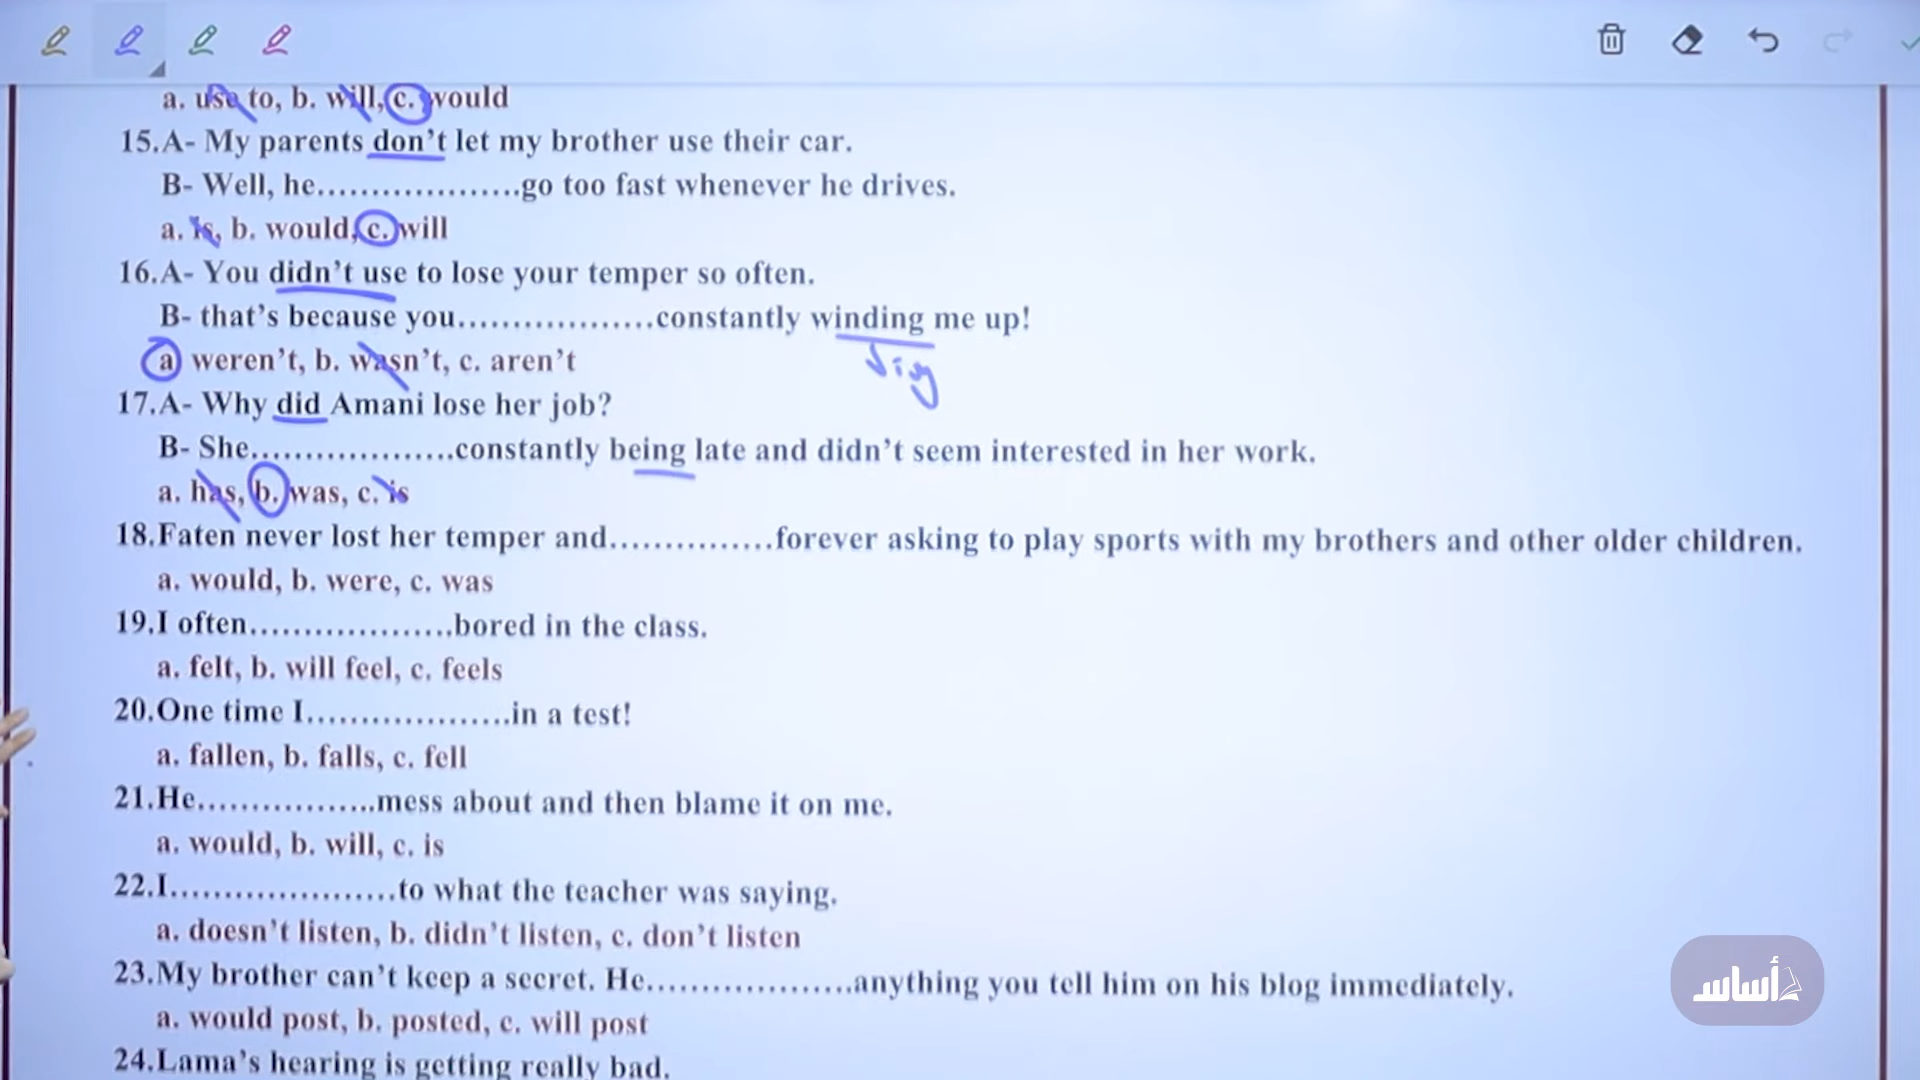 a. use to, b. will, c. would
15.A- My parents don’t let my brother use their car.
B- Well, he...................go too fast whenever he drives.
a. is, b. would, c. will
16.A- You didn’t use to lose your temper so often.
B- that’s because you..................constantly winding me up!
a weren’t, b. wasn’t, c. aren’t
ing
17.A- Why did Amani lose her job?
B- She...................constantly being late and didn’t seem interested in her work.
a. has, b. was, c. is
18.Faten never lost her temper and...............forever asking to play sports with my brothers and other older children.
a. would, b. were, c. was
19.I often...................bored in the class.
a. felt, b. will feel, c. feels
20.One time I...................in a test!
a. fallen, b. falls, c. fell
21.He.................mess about and then blame it on me.
a. would, b. will, c. is
22.I.....................to what the teacher was saying.
a. doesn’t listen, b. didn’t listen, c. don’t listen
23.My brother can’t keep a secret. He...................anything you tell him on his blog immediately.
a. would post, b. posted, c. will post
24.Lama’s hearing is getting really bad.
أساس